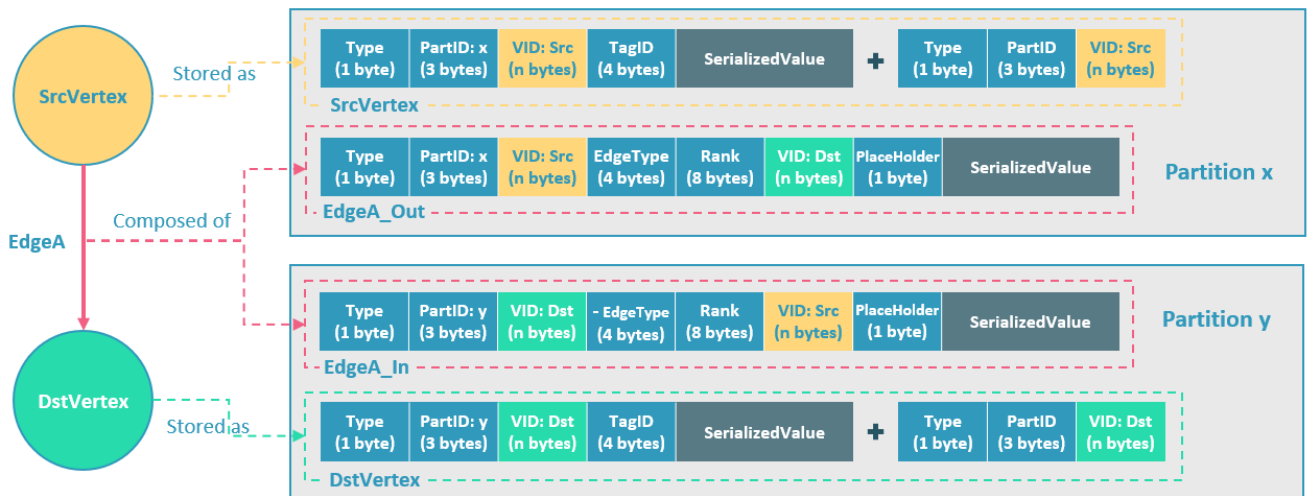 SrcVertex
Stored as
Type
(1 byte)
PartID: x
(3 bytes)
VID: Src
(n bytes)
TagID
(4 bytes)
SerializedValue
+
Type
(1 byte)
PartID
(3 bytes)
VID: Src
(n bytes)
SrcVertex
Composed of
Type
(1 byte)
PartID: x
(3 bytes)
VID: Src
(n bytes)
EdgeType
(4 bytes)
Rank
(8 bytes)
VID: Dst
(n bytes)
PlaceHolder
(1 byte)
SerializedValue
EdgeA_Out
Partition x
EdgeA
Type
(1 byte)
PartID: y
(3 bytes)
VID: Dst
(n bytes)
- EdgeType
(4 bytes)
Rank
(8 bytes)
VID: Src
(n bytes)
PlaceHolder
(1 byte)
SerializedValue
EdgeA_In
Partition y
DstVertex
Stored as
Type
(1 byte)
PartID: y
(3 bytes)
VID: Dst
(n bytes)
TagID
(4 bytes)
SerializedValue
+
Type
(1 byte)
PartID
(3 bytes)
VID: Dst
(n bytes)
DstVertex